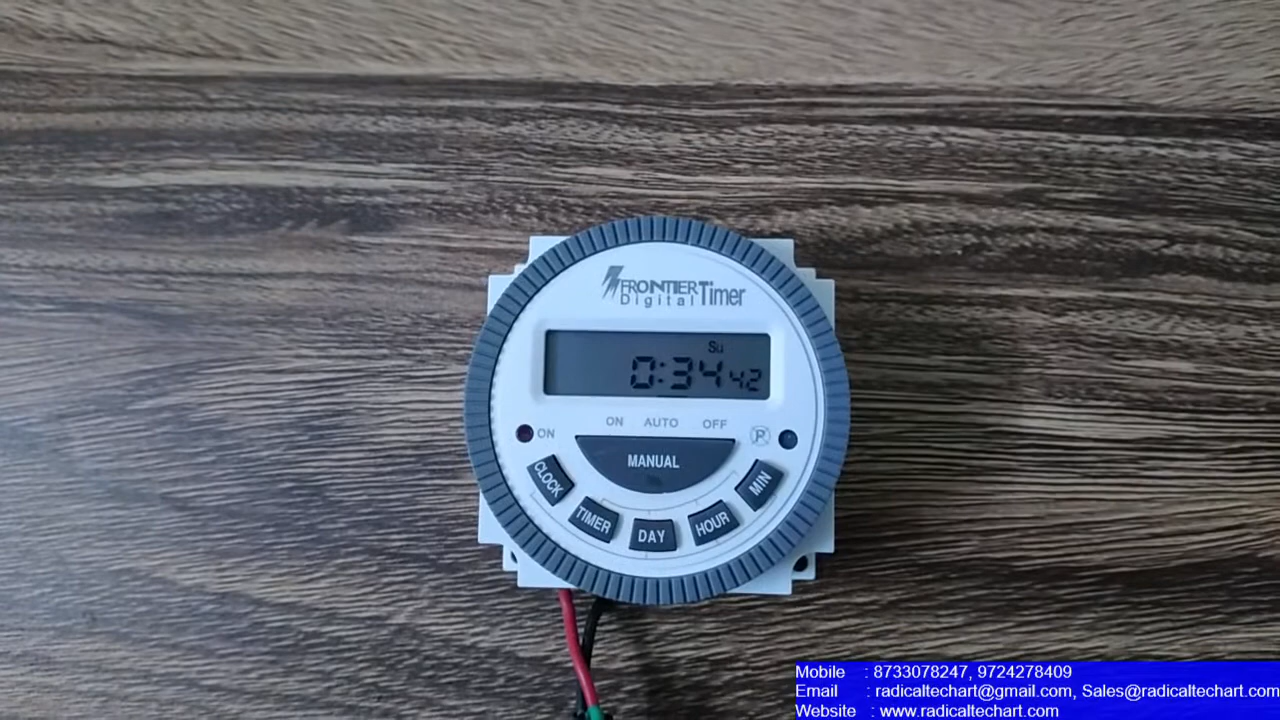 FRONTIER Timer
Digital
Su
0:34 42
ON AUTO OFF
ON
P
MANUAL
CLOCK
TIMER
DAY
HOUR
MIN
Mobile : 8733078247, 9724278409
Email : radicaltechart@gmail.com, Sales@radicaltechart.com
Website : www.radicaltechart.com